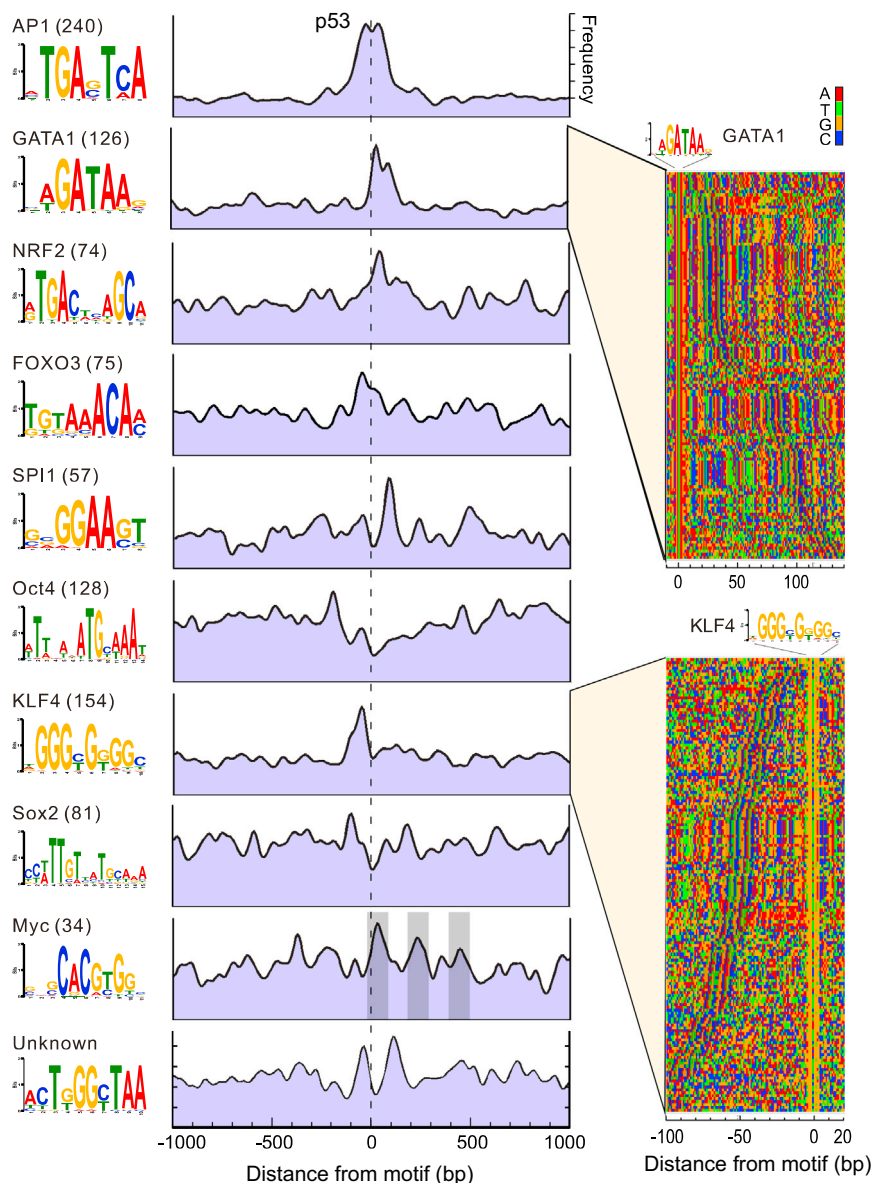 AP1 (240)
p53
Frequency
GATA1 (126)
NRF2 (74)
FOXO3 (75)
SPI1 (57)
Oct4 (128)
KLF4 (154)
Sox2 (81)
Myc (34)
Unknown
-1000 -500 0 500 1000
Distance from motif (bp)
A
T
G
C
GATA1
0 50 100
KLF4
-100 -50 0 20
Distance from motif (bp)